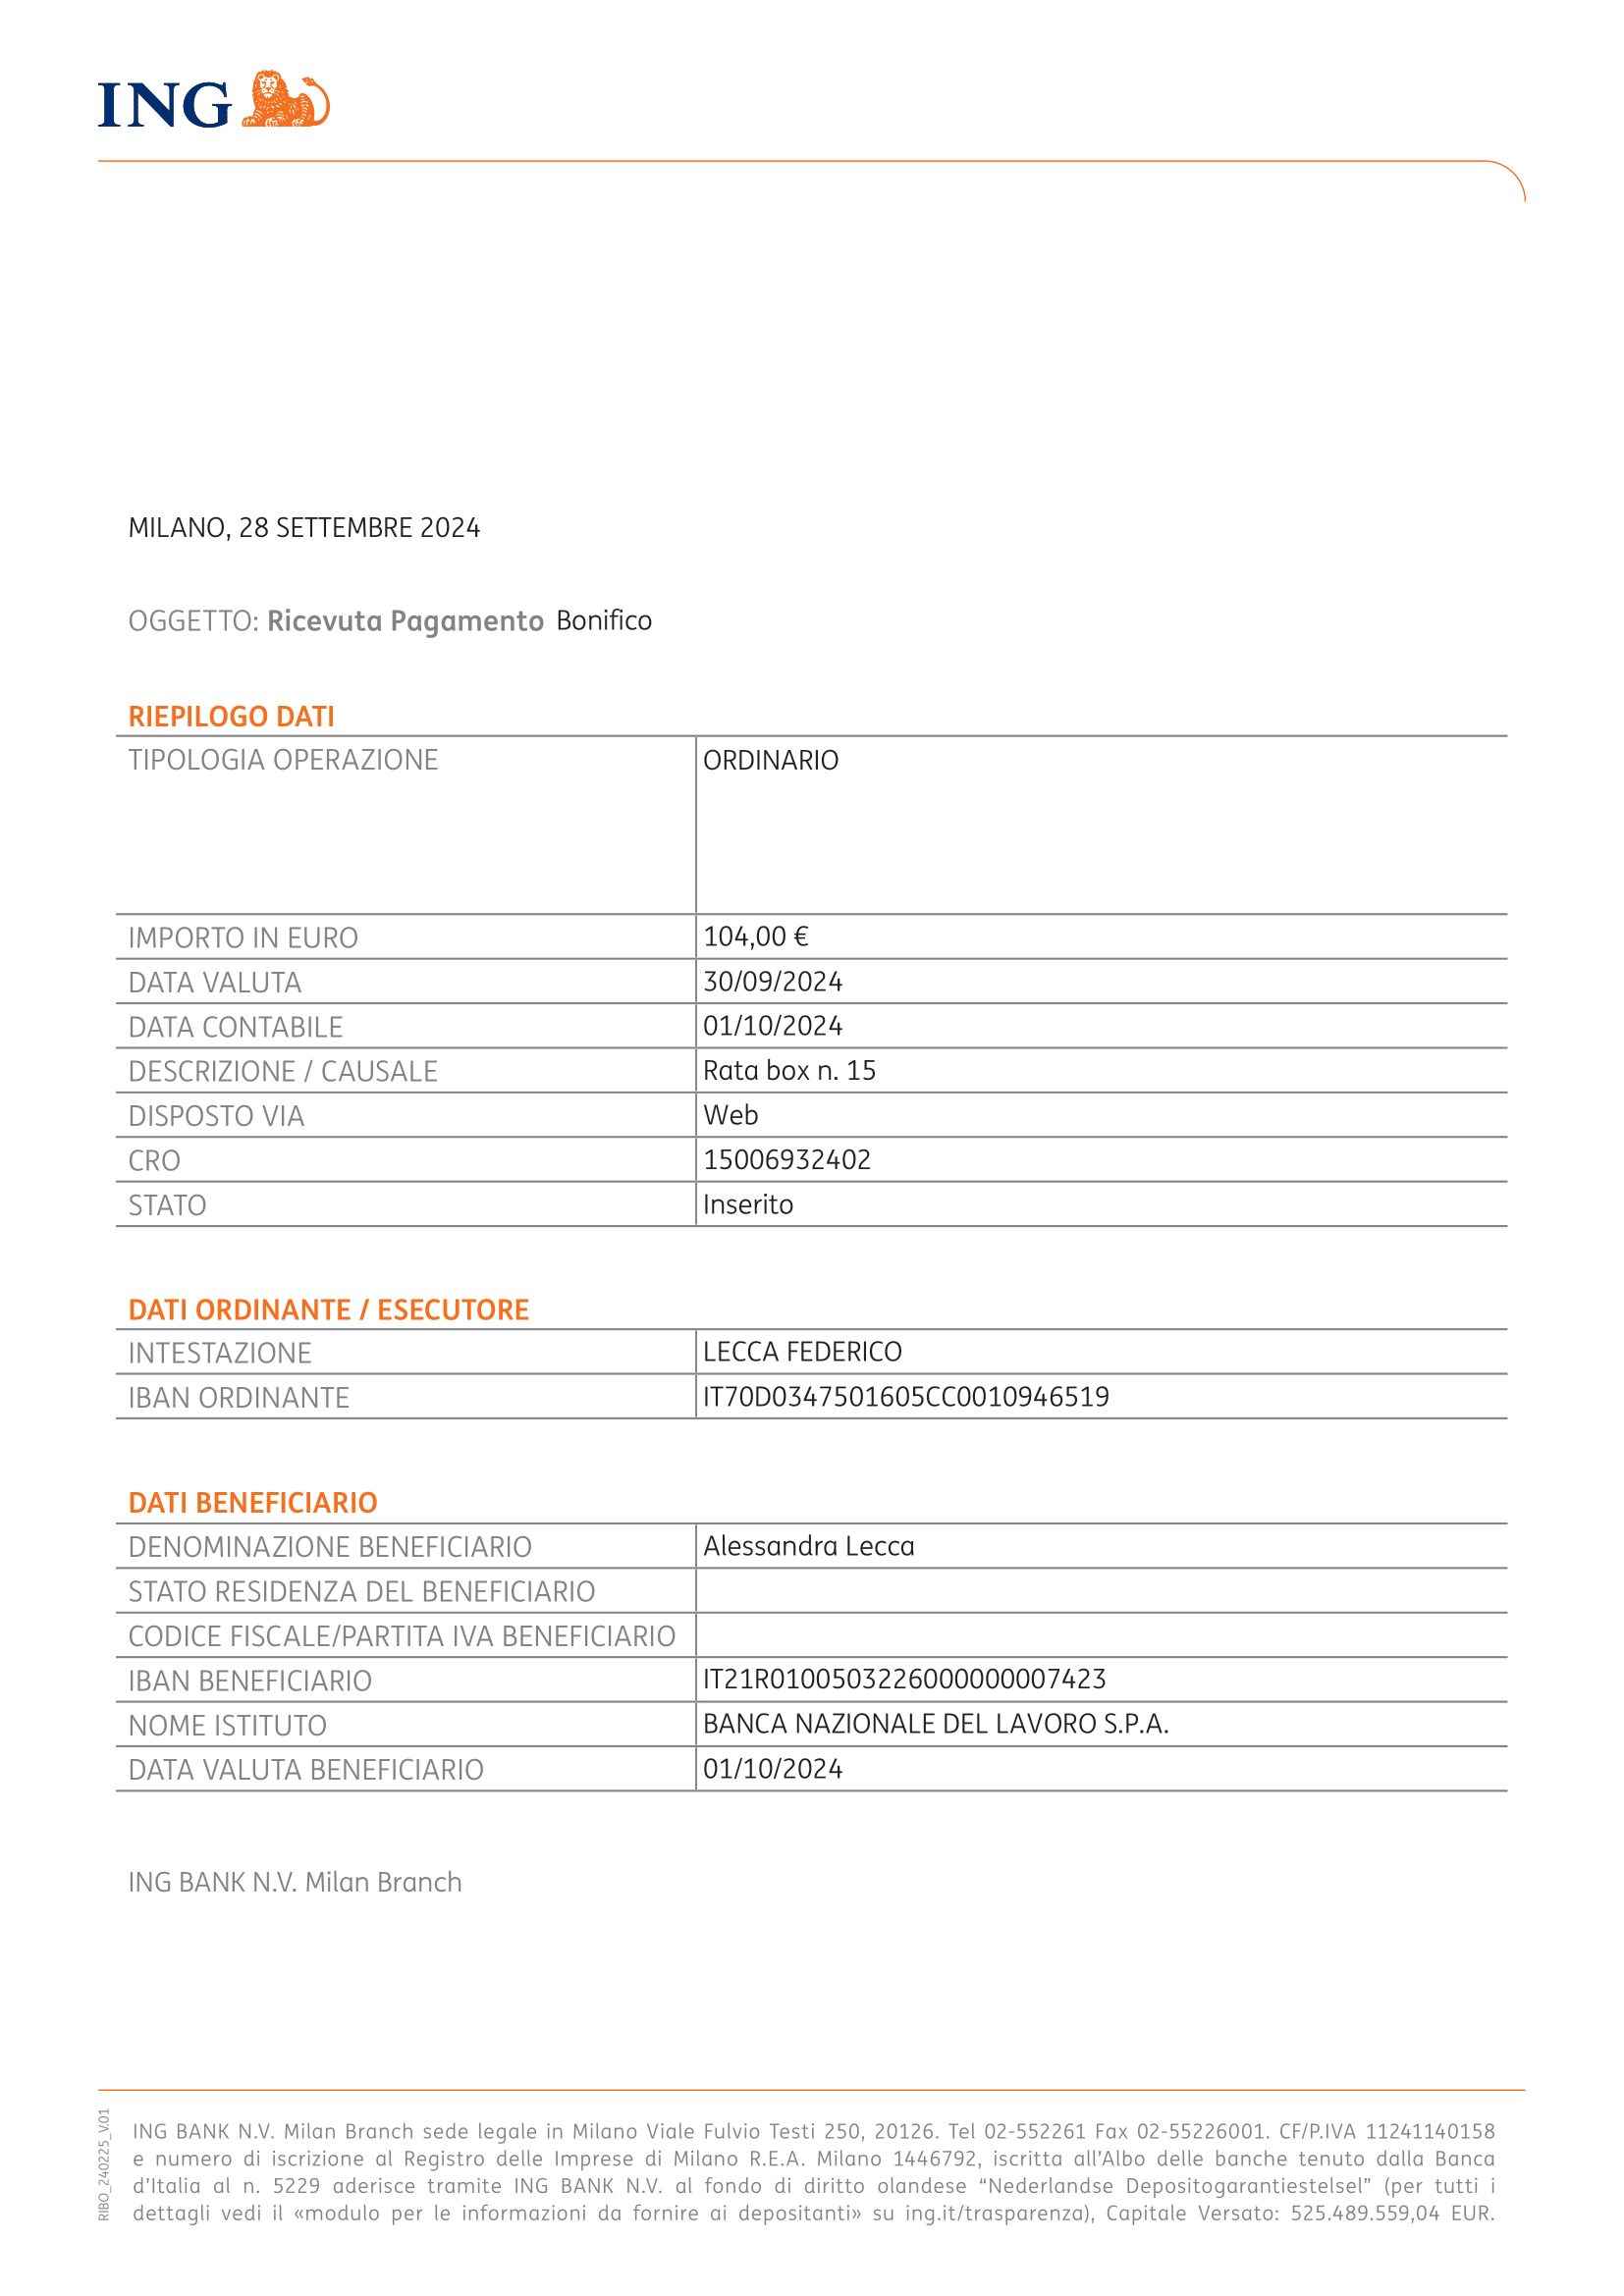 ING
MILANO, 28 SETTEMBRE 2024
OGGETTO: Ricevuta Pagamento Bonifico
RIEPILOGO DATI
TIPOLOGIA OPERAZIONE ORDINARIO
IMPORTO IN EURO 104,00 €
DATA VALUTA 30/09/2024
DATA CONTABILE 01/10/2024
DESCRIZIONE / CAUSALE Rata box n. 15
DISPOSTO VIA Web
CRO 15006932402
STATO Inserito
DATI ORDINANTE / ESECUTORE
INTESTAZIONE LECCA FEDERICO
IBAN ORDINANTE IT70D0347501605CC0010946519
DATI BENEFICIARIO
DENOMINAZIONE BENEFICIARIO Alessandra Lecca
STATO RESIDENZA DEL BENEFICIARIO
CODICE FISCALE/PARTITA IVA BENEFICIARIO
IBAN BENEFICIARIO IT21R0100503226000000007423
NOME ISTITUTO BANCA NAZIONALE DEL LAVORO S.P.A.
DATA VALUTA BENEFICIARIO 01/10/2024
ING BANK N.V. Milan Branch
RIBO_240225_V.01
ING BANK N.V. Milan Branch sede legale in Milano Viale Fulvio Testi 250, 20126. Tel 02-552261 Fax 02-55226001. CF/P.IVA 11241140158
e numero di iscrizione al Registro delle Imprese di Milano R.E.A. Milano 1446792, iscritta all’Albo delle banche tenuto dalla Banca
d’Italia al n. 5229 aderisce tramite ING BANK N.V. al fondo di diritto olandese “Nederlandse Depositogarantiestelsel” (per tutti i
dettagli vedi il «modulo per le informazioni da fornire ai depositanti» su ing.it/trasparenza), Capitale Versato: 525.489.559,04 EUR.